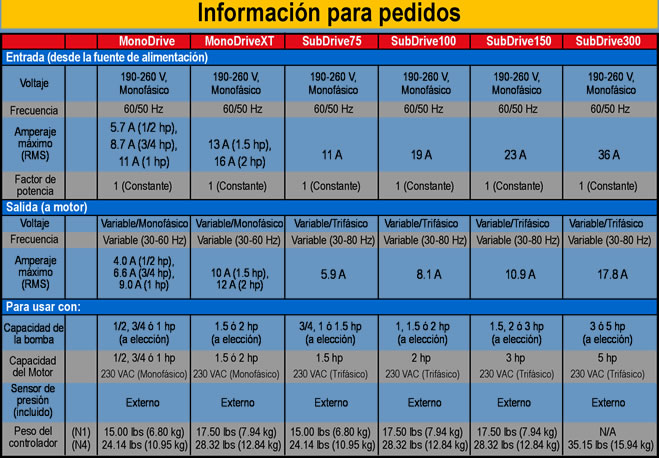 Información para pedidos
MonoDrive MonoDriveXT SubDrive75 SubDrive100 SubDrive150 SubDrive300
Entrada (desde la fuente de alimentación)
Voltaje 190-260 V, Monofásico 190-260 V, Monofásico 190-260 V, Monofásico 190-260 V, Monofásico 190-260 V, Monofásico 190-260 V, Monofásico
Frecuencia 60/50 Hz 60/50 Hz 60/50 Hz 60/50 Hz 60/50 Hz 60/50 Hz
Amperaje máximo (RMS) 5.7 A (1/2 hp), 8.7 A (3/4 hp), 11 A (1 hp) 13 A (1.5 hp), 16 A (2 hp) 11 A 19 A 23 A 36 A
Factor de potencia 1 (Constante) 1 (Constante) 1 (Constante) 1 (Constante) 1 (Constante) 1 (Constante)
Salida (a motor)
Voltaje Variable/Monofásico Variable/Monofásico Variable/Trifásico Variable/Trifásico Variable/Trifásico Variable/Trifásico
Frecuencia Variable (30-60 Hz) Variable (30-60 Hz) Variable (30-80 Hz) Variable (30-80 Hz) Variable (30-80 Hz) Variable (30-80 Hz)
Amperaje máximo (RMS) 4.0 A (1/2 hp), 6.6 A (3/4 hp), 9.0 A (1 hp) 10 A (1.5 hp), 12 A (2 hp) 5.9 A 8.1 A 10.9 A 17.8 A
Para usar con:
Capacidad de la bomba 1/2, 3/4 ó 1 hp (a elección) 1.5 ó 2 hp (a elección) 3/4, 1 ó 1.5 hp (a elección) 1, 1.5 ó 2 hp (a elección) 1.5, 2 ó 3 hp (a elección) 3 ó 5 hp (a elección)
Capacidad del Motor 1/2, 3/4 ó 1 hp 230 VAC (Monofásico) 1.5 ó 2 hp 230 VAC (Monofásico) 1.5 hp 230 VAC (Trifásico) 2 hp 230 VAC (Trifásico) 3 hp 230 VAC (Trifásico) 5 hp 230 VAC (Trifásico)
Sensor de presión (incluido) Externo Externo Externo Externo Externo Externo
Peso del controlador (N1) 15.00 lbs (6.80 kg) 17.50 lbs (7.94 kg) 15.00 lbs (6.80 kg) 17.50 lbs (7.94 kg) 17.50 lbs (7.94 kg) N/A
(N4) 24.14 lbs (10.95 kg) 28.32 lbs (12.84 kg) 24.14 lbs (10.95 kg) 28.32 lbs (12.84 kg) 28.32 lbs (12.84 kg) 35.15 lbs (15.94 kg)